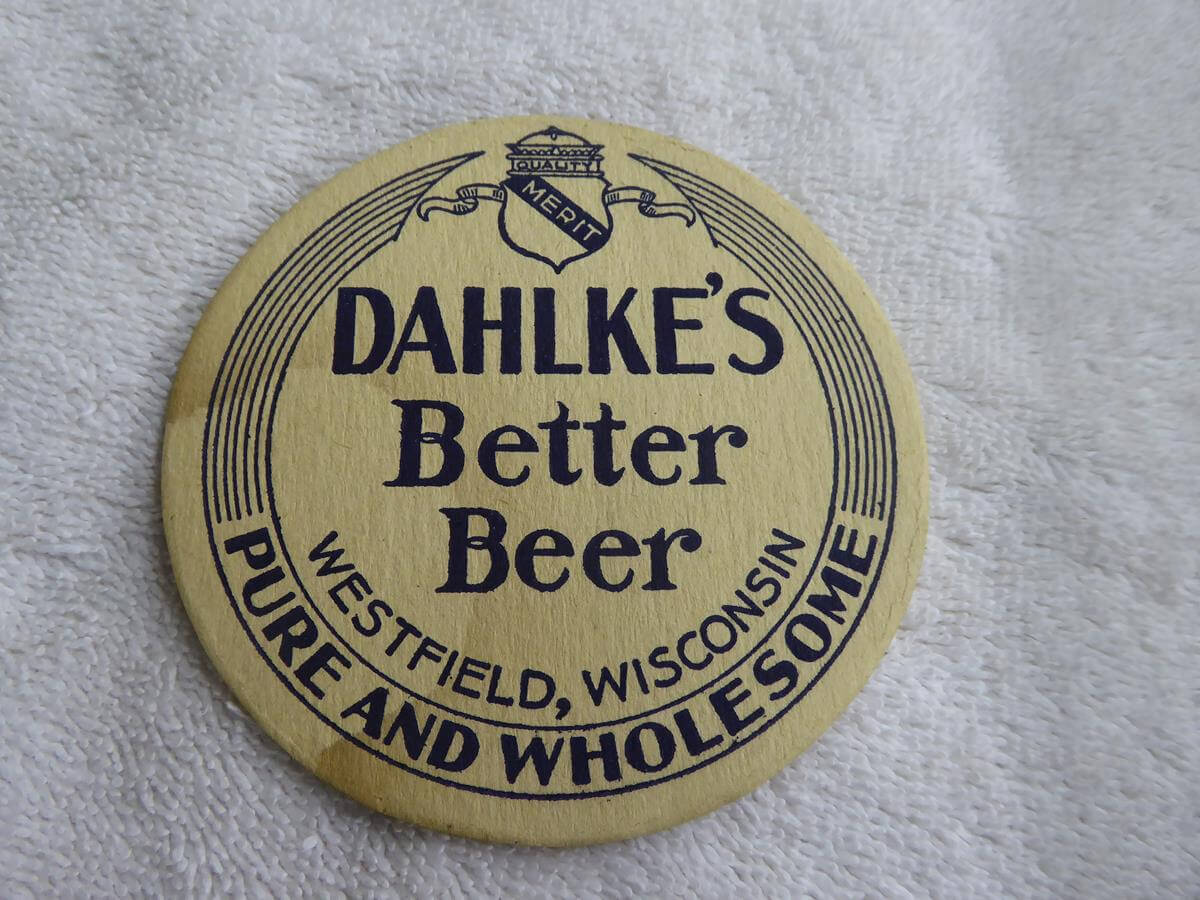 QUALITY
MERIT
DAHLKE'S
Better
Beer
WESTFIELD, WISCONSIN
PURE AND WHOLESOME